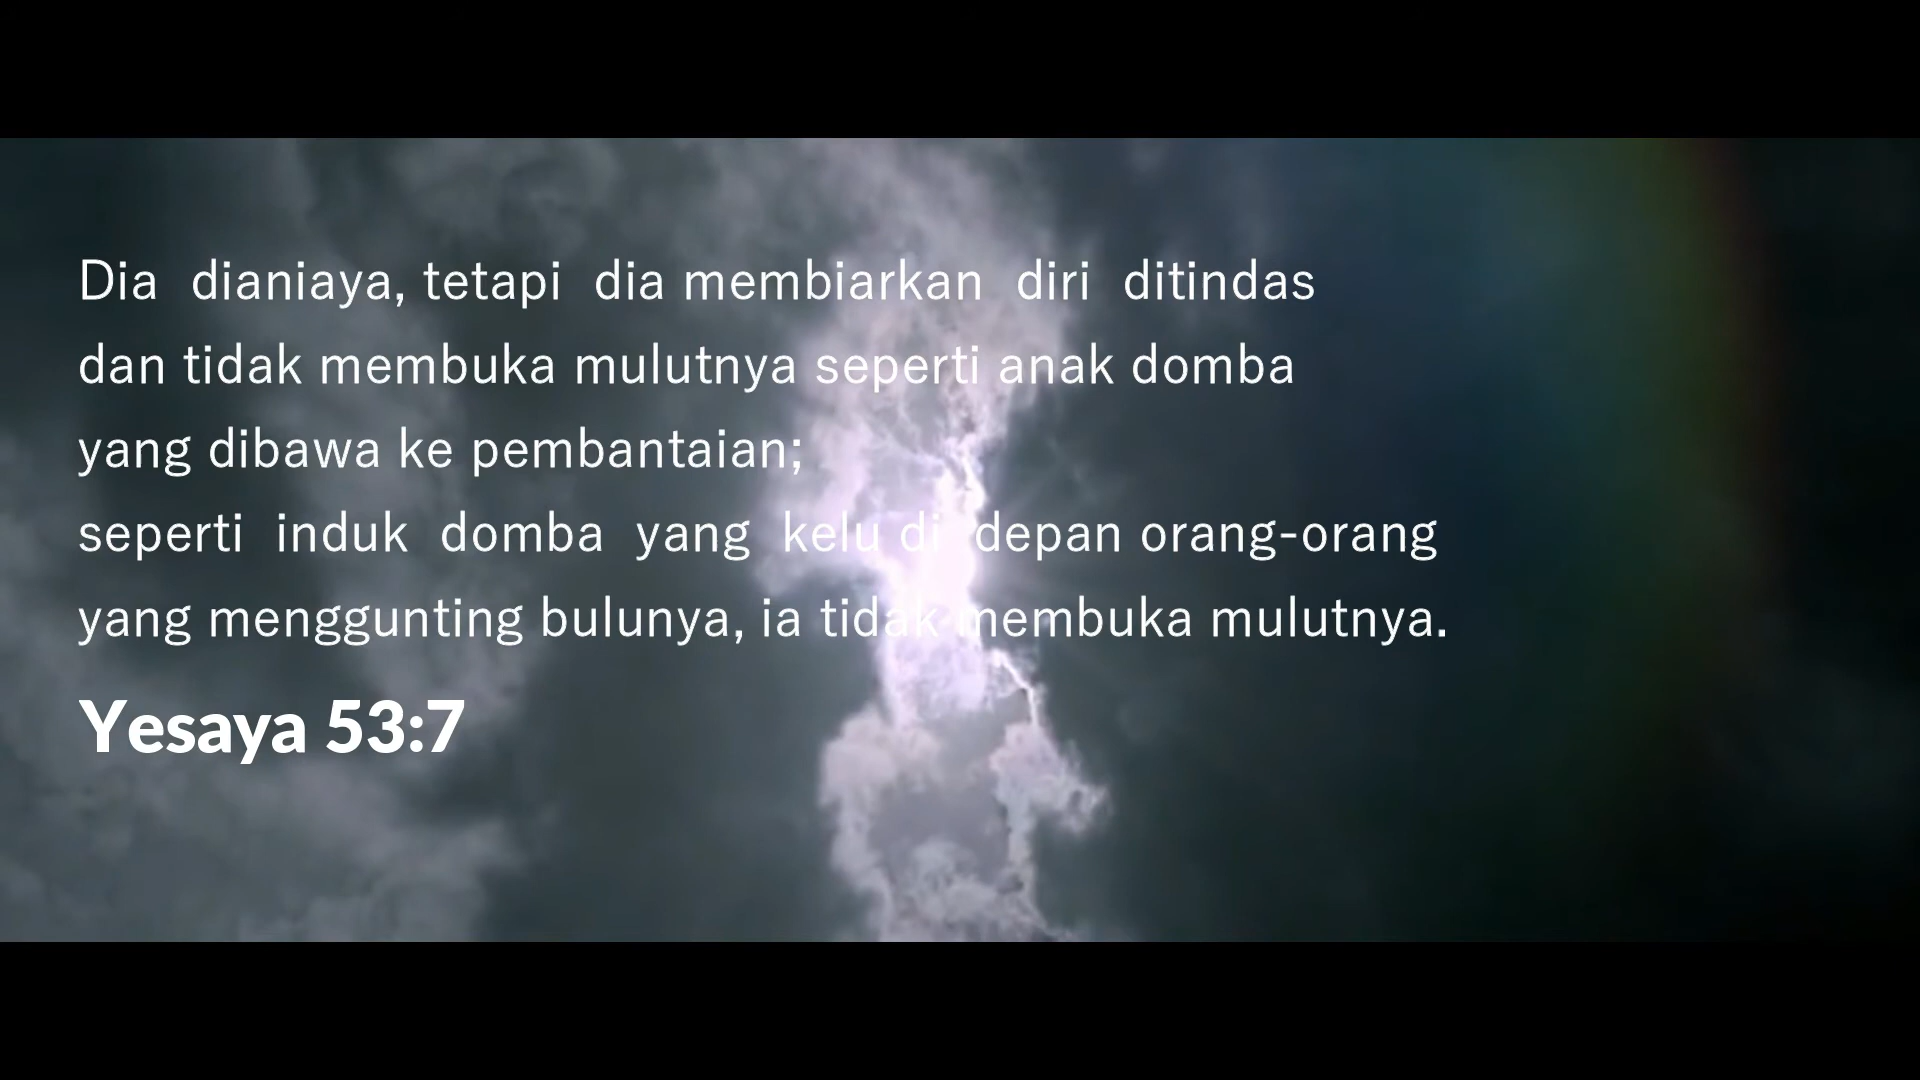 Dia dianiaya, tetapi dia membiarkan diri ditindas
dan tidak membuka mulutnya seperti anak domba
yang dibawa ke pembantaian;
seperti induk domba yang kelu di depan orang-orang
yang menggunting bulunya, ia tidak membuka mulutnya.
Yesaya 53:7